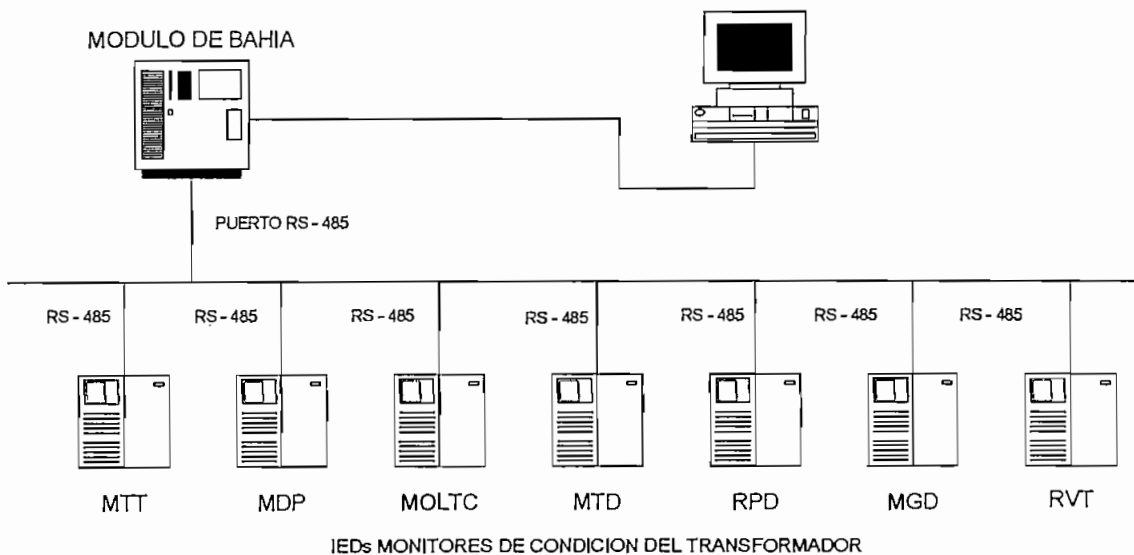 MODULO DE BAHIA
PUERTO RS - 485
RS - 485
RS - 485
RS - 485
RS - 485
RS - 485
RS - 485
RS - 485
MTT
MDP
MOLTC
MTD
RPD
MGD
RVT
IEDs MONITORES DE CONDICION DEL TRANSFORMADOR